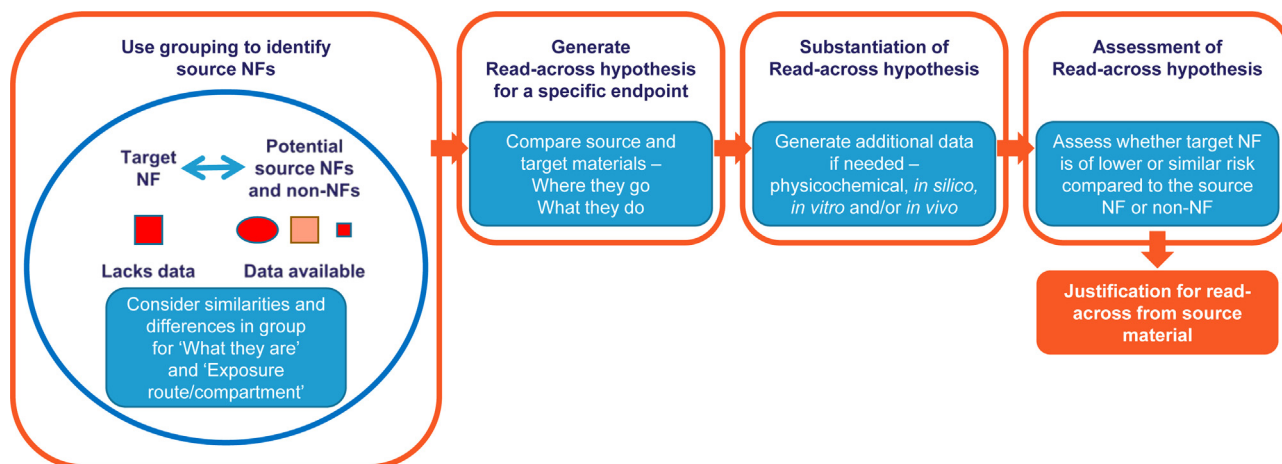 Use grouping to identify
source NFs
Target
NF
Potential
source NFs
and non-NFs
Lacks data
Data available
Consider similarities and
differences in group
for ‘What they are’
and ‘Exposure
route/compartment’
Generate
Read-across hypothesis
for a specific endpoint
Compare source and
target materials –
Where they go
What they do
Substantiation of
Read-across hypothesis
Generate additional data
if needed –
physicochemical, in silico,
in vitro and/or in vivo
Assessment of
Read-across hypothesis
Assess whether target NF
is of lower or similar risk
compared to the source
NF or non-NF
Justification for read-
across from source
material